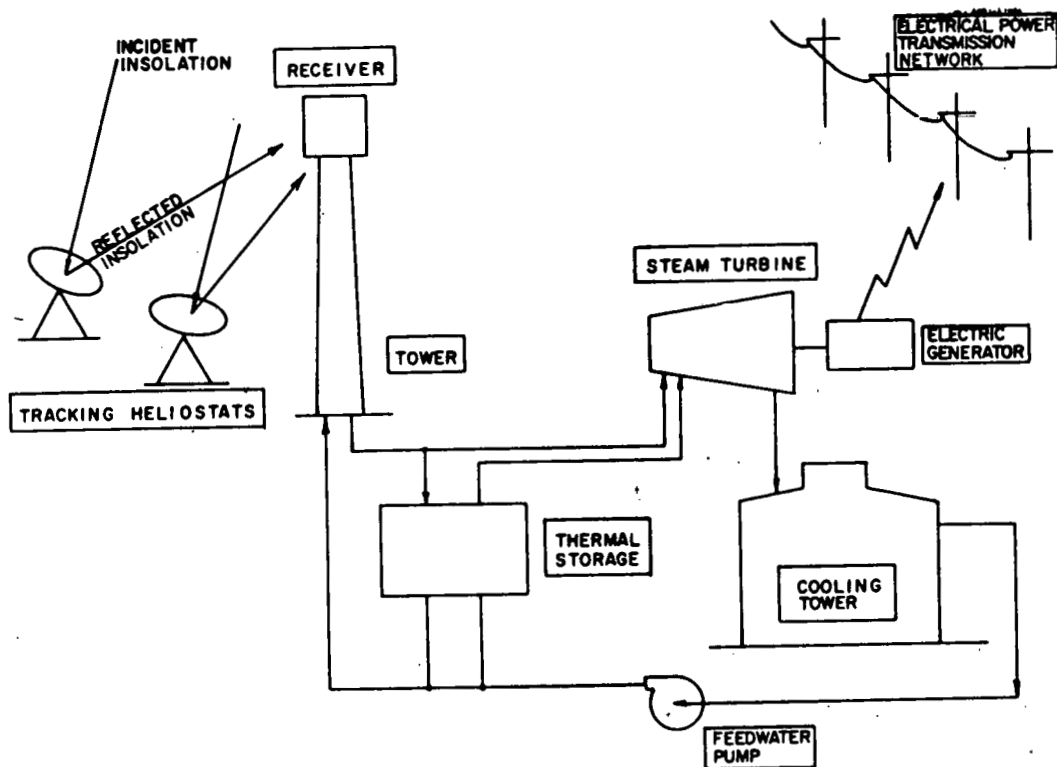 INCIDENT
INSOLATION
RECEIVER
ELECTRICAL POWER
TRANSMISSION
NETWORK
REFLECTED
INSOLATION
STEAM TURBINE
ELECTRIC
GENERATOR
TOWER
TRACKING HELIOSTATS
THERMAL
STORAGE
COOLING
TOWER
FEEDWATER
PUMP